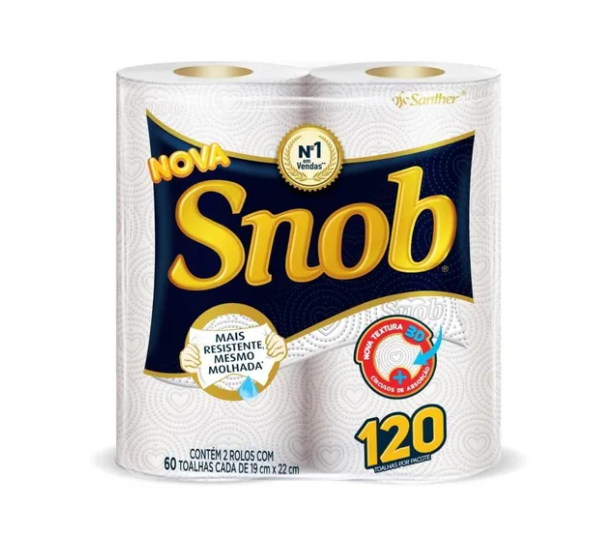 Santher®
NOVA
Nº1
em
Vendas**
Snob®
Snob
MAIS
RESISTENTE,
MESMO
MOLHADA*
NOVA TEXTURA 3D
+
CÍRCULOS DE ABSORÇÃO
120
TOALHAS POR PACOTE
CONTÉM 2 ROLOS COM
60 TOALHAS CADA DE 19 cm x 22 cm